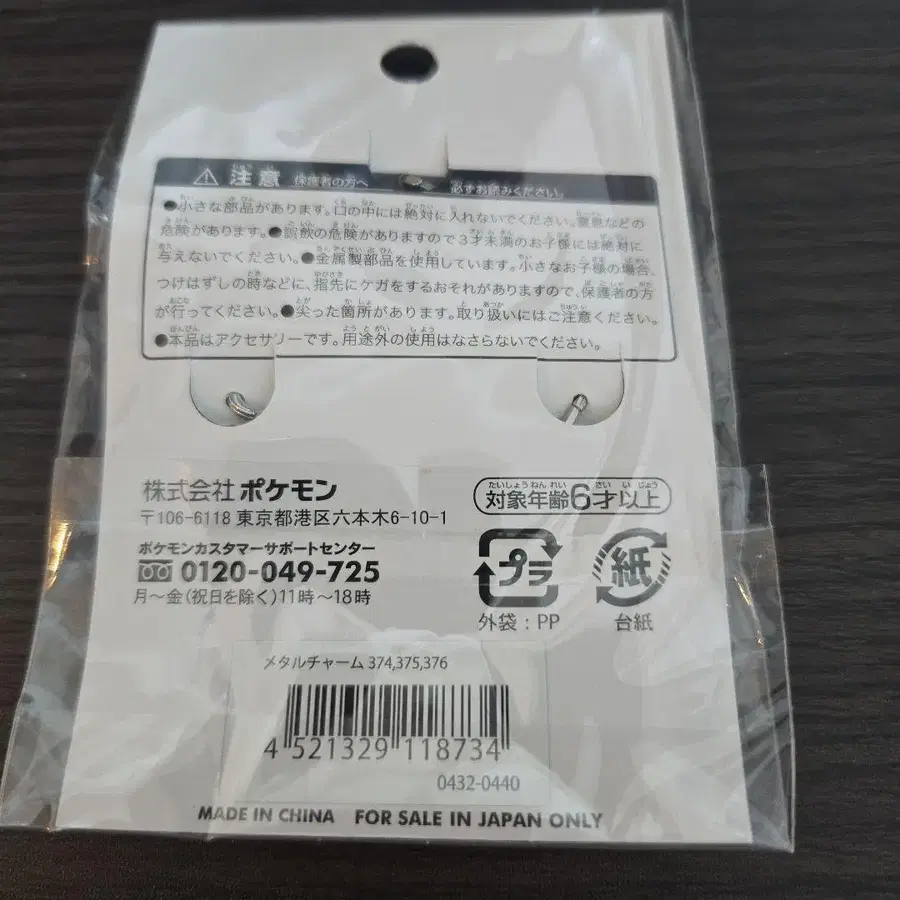 注意 保護者の方へ 必ずお読みください。
●小さな部品があります。口の中には絶対に入れないでください。窒息などの
危険があります。●誤飲の危険がありますので3才未満のお子様には絶対に
与えないでください。●金属製部品を使用しています。小さなお子様の場合、
つけはずしの時などに、指先にケガをするおそれがありますので、保護者の方
が行ってください。●尖った箇所があります。取り扱いにはご注意ください。
●本品はアクセサリーです。用途外の使用はなさらないでください。
株式会社 ポケモン
〒106-6118 東京都港区六本木6-10-1
ポケモンカスタマーサポートセンター
0120-049-725
月〜金(祝日を除く)11時〜18時
たいしょうねんれい さい いじょう
対象年齢6才以上
プラ
外袋:PP
紙
台紙
メタルチャーム 374,375,376
4 521329 118734
0432-0440
MADE IN CHINA FOR SALE IN JAPAN ONLY